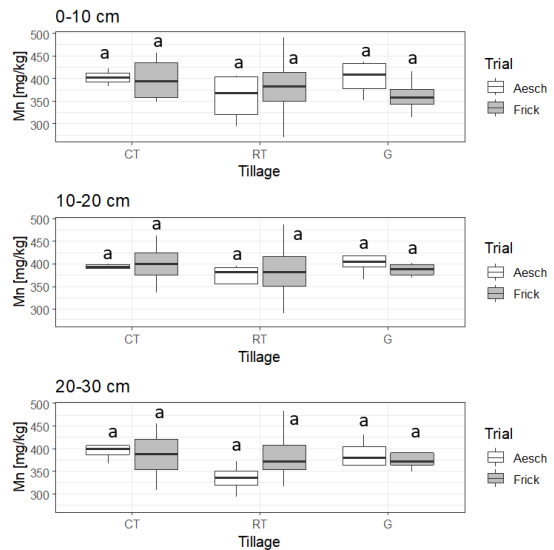 0-10 cm
Mn [mg/kg]
500
450
400
350
300
a a a a a a
CT RT G
Tillage
Trial
Aesch
Frick
10-20 cm
Mn [mg/kg]
500
450
400
350
300
a a a a a a
CT RT G
Tillage
Trial
Aesch
Frick
20-30 cm
Mn [mg/kg]
500
450
400
350
300
a a a a a a
CT RT G
Tillage
Trial
Aesch
Frick